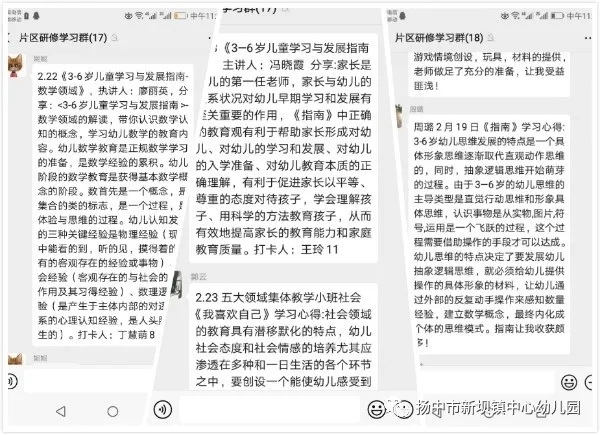 中午11
片区研修学习群(17)
妮妮
2.22《3-6岁儿童学习与发展指南-
数学领域》，执讲人：廖丽英，分
享：<3-6岁儿童学习与发展指南>
数学领域的解读，带你认识数学认
知的概念，学习幼儿数学的教育内
容。幼儿数学教育是正规数学学习
的准备，是数学经验的累积。幼儿
阶段的数学教育是获得基本数学概
念的阶段。数首先是一个概念，是
集合的类的标志，是一个过程，是
体验与思维的过程。幼儿认知发
的三种关键经验是物理经验（现
中能看的到，听的见，摸得着的
有的客观存在的经验或事物）
会经验（客观存在的与社会的
作用及其习得经验）、数理逻
（是产生于主体内部的对逻
系的心理认知经验，是人头
生的）。打卡人：丁慧萌8
妮妮
学习群(17)
《3—6岁儿童学习与发展指南
主讲人：冯晓霞 分享:家长是
儿的第一任老师，家长与幼儿的
系状况对幼儿早期学习和发展有
关重要的作用，《指南》中正确
的教育观有利于帮助家长形成对幼
儿、对幼儿的学习和发展、对幼儿
的入学准备、对幼儿教育本质的正
确理解，有利于促进家长以平等、
尊重的态度对待孩子，学会理解孩
子、用科学的方法教育孩子，从而
有效地提高家长的教育能力和家庭
教育质量。打卡人：王玲11
郭云
2.23 五大领域集体教学小班社会
《我喜欢自己》学习心得:社会领域
的教育具有潜移默化的特点，幼儿
社会态度和社会情感的培养尤其应
渗透在多种和一日生活的各个环节
之中，要创设一个能使幼儿感受到
中午11
片区研修学习群(18)
游戏情境创设，玩具，材料的提供，
老师做足了充分的准备，让我受益
匪浅！
周璐
周璐2月19日《指南》学习心得:
3-6岁幼儿思维发展的特点是一个具
体形象思维逐渐取代直观动作思维
的，同时，抽象逻辑思维开始萌芽
的过程。由于3—6岁的幼儿思维的
主导类型是直觉行动思维和形象具
体思维，认识事物是从实物,图片,符
号,运用是一个飞跃的过程，这个过
程需要借助操作的手段才可以达成。
幼儿思维的特点决定了要发展幼儿
抽象逻辑思维，就必须给幼儿提供
操作的具体形象的材料，让幼儿通
过外部的反复动手操作来感知数量
经验，建立数学概念，最终内化成
个体的思维模式。指南让我收获颇
多！
扬中市新坝镇中心幼儿园